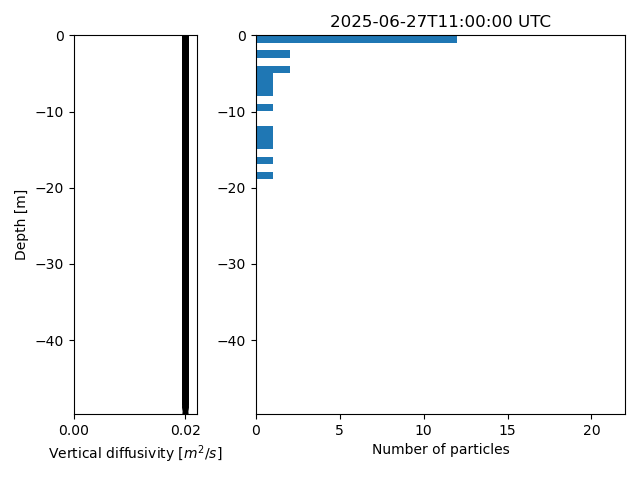 2025-06-27T11:00:00 UTC
0
−10
−20
−30
−40
Depth [m]
0.00 0.02
Vertical diffusivity [m²/s]
0
−10
−20
−30
−40
0 5 10 15 20
Number of particles